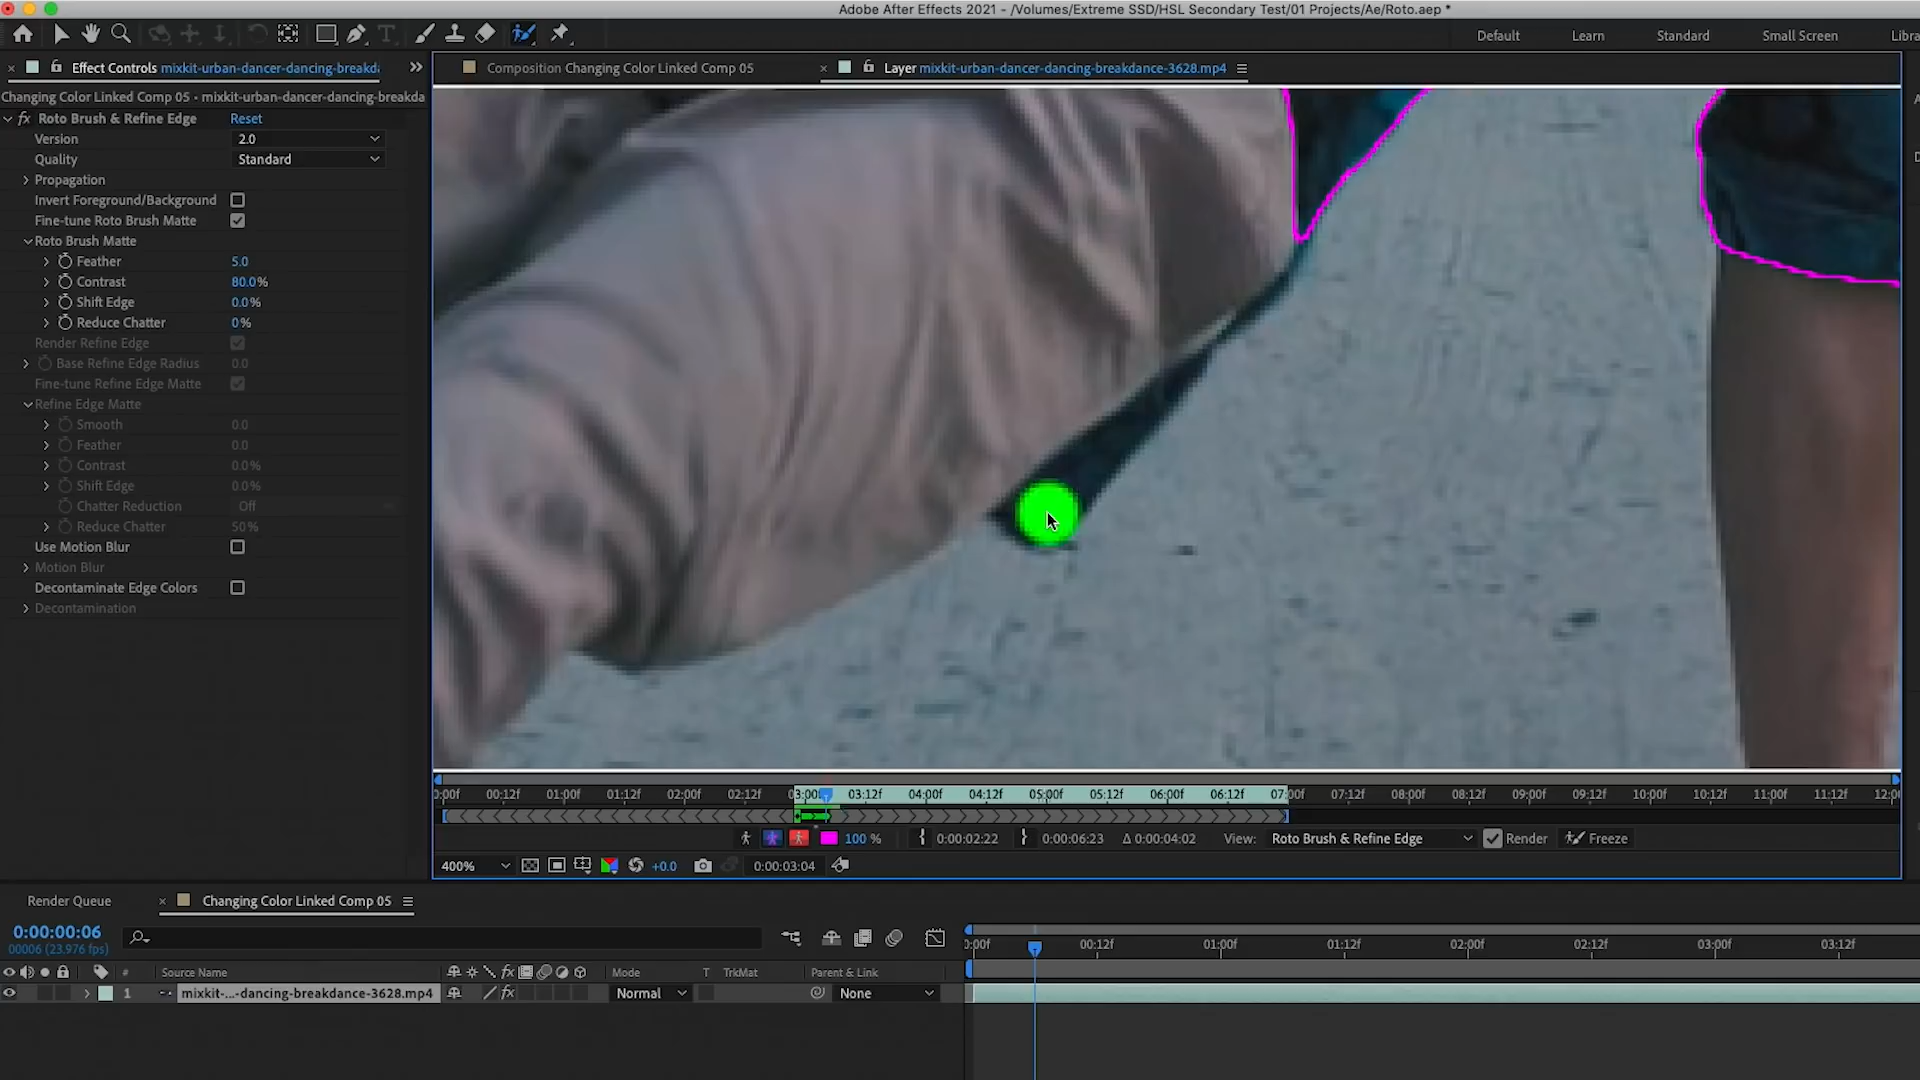 Adobe After Effects 2021 - /Volumes/Extreme SSD/HSL Secondary Test/01 Projects/Ae/Roto.aep *
Default Learn Standard Small Screen Libra
Effect Controls mixkit-urban-dancer-dancing-breakda
Composition Changing Color Linked Comp 05
Layer mixkit-urban-dancer-dancing-breakdance-3628.mp4
Changing Color Linked Comp 05 • mixkit-urban-dancer-dancing-breakda
fx Roto Brush & Refine Edge Reset
Version 2.0
Quality Standard
Propagation
Invert Foreground/Background
Fine-tune Roto Brush Matte
Roto Brush Matte
Feather 5.0
Contrast 80.0%
Shift Edge 0.0%
Reduce Chatter 0%
Render Refine Edge
Base Refine Edge Radius 0.0
Fine-tune Refine Edge Matte
Refine Edge Matte
Smooth 0.0
Feather 0.0
Contrast 0.0%
Shift Edge 0.0%
Chatter Reduction Off
Reduce Chatter 50%
Use Motion Blur
Motion Blur
Decontaminate Edge Colors
Decontamination
0:00f 00:12f 01:00f 01:12f 02:00f 02:12f 03:00f 03:12f 04:00f 04:12f 05:00f 05:12f 06:00f 06:12f 07:00f 07:12f 08:00f 08:12f 09:00f 09:12f 10:00f 10:12f 11:00f 11:12f 12:0
100 % 0:00:02:22 0:00:06:23 Δ 0:00:04:02 View: Roto Brush & Refine Edge Render Freeze
400% +0.0 0:00:03:04
Render Queue Changing Color Linked Comp 05
0:00:00:06
00006 (23.976 fps)
:00f 00:12f 01:00f 01:12f 02:00f 02:12f 03:00f 03:12f
# Source Name fx Mode T TrkMat Parent & Link
1 mixkit-...-dancing-breakdance-3628.mp4 fx Normal None